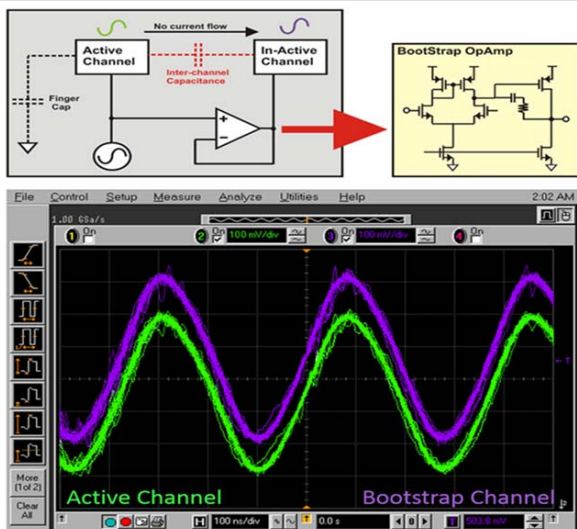 No current flow
Active
Channel
In-Active
Channel
Inter-channel
Capacitance
Finger
Cap
+
−
BootStrap OpAmp
File Control Setup Measure Analyze Utilities Help 2:02 AM
1.00 GSa/s
1 On 2 On 100 mV/div 3 On 100 mV/div 4 On
T
More
(1 of 2)
Clear
All
Active Channel Bootstrap Channel
H 100 ns/div 0.0 s 0 T